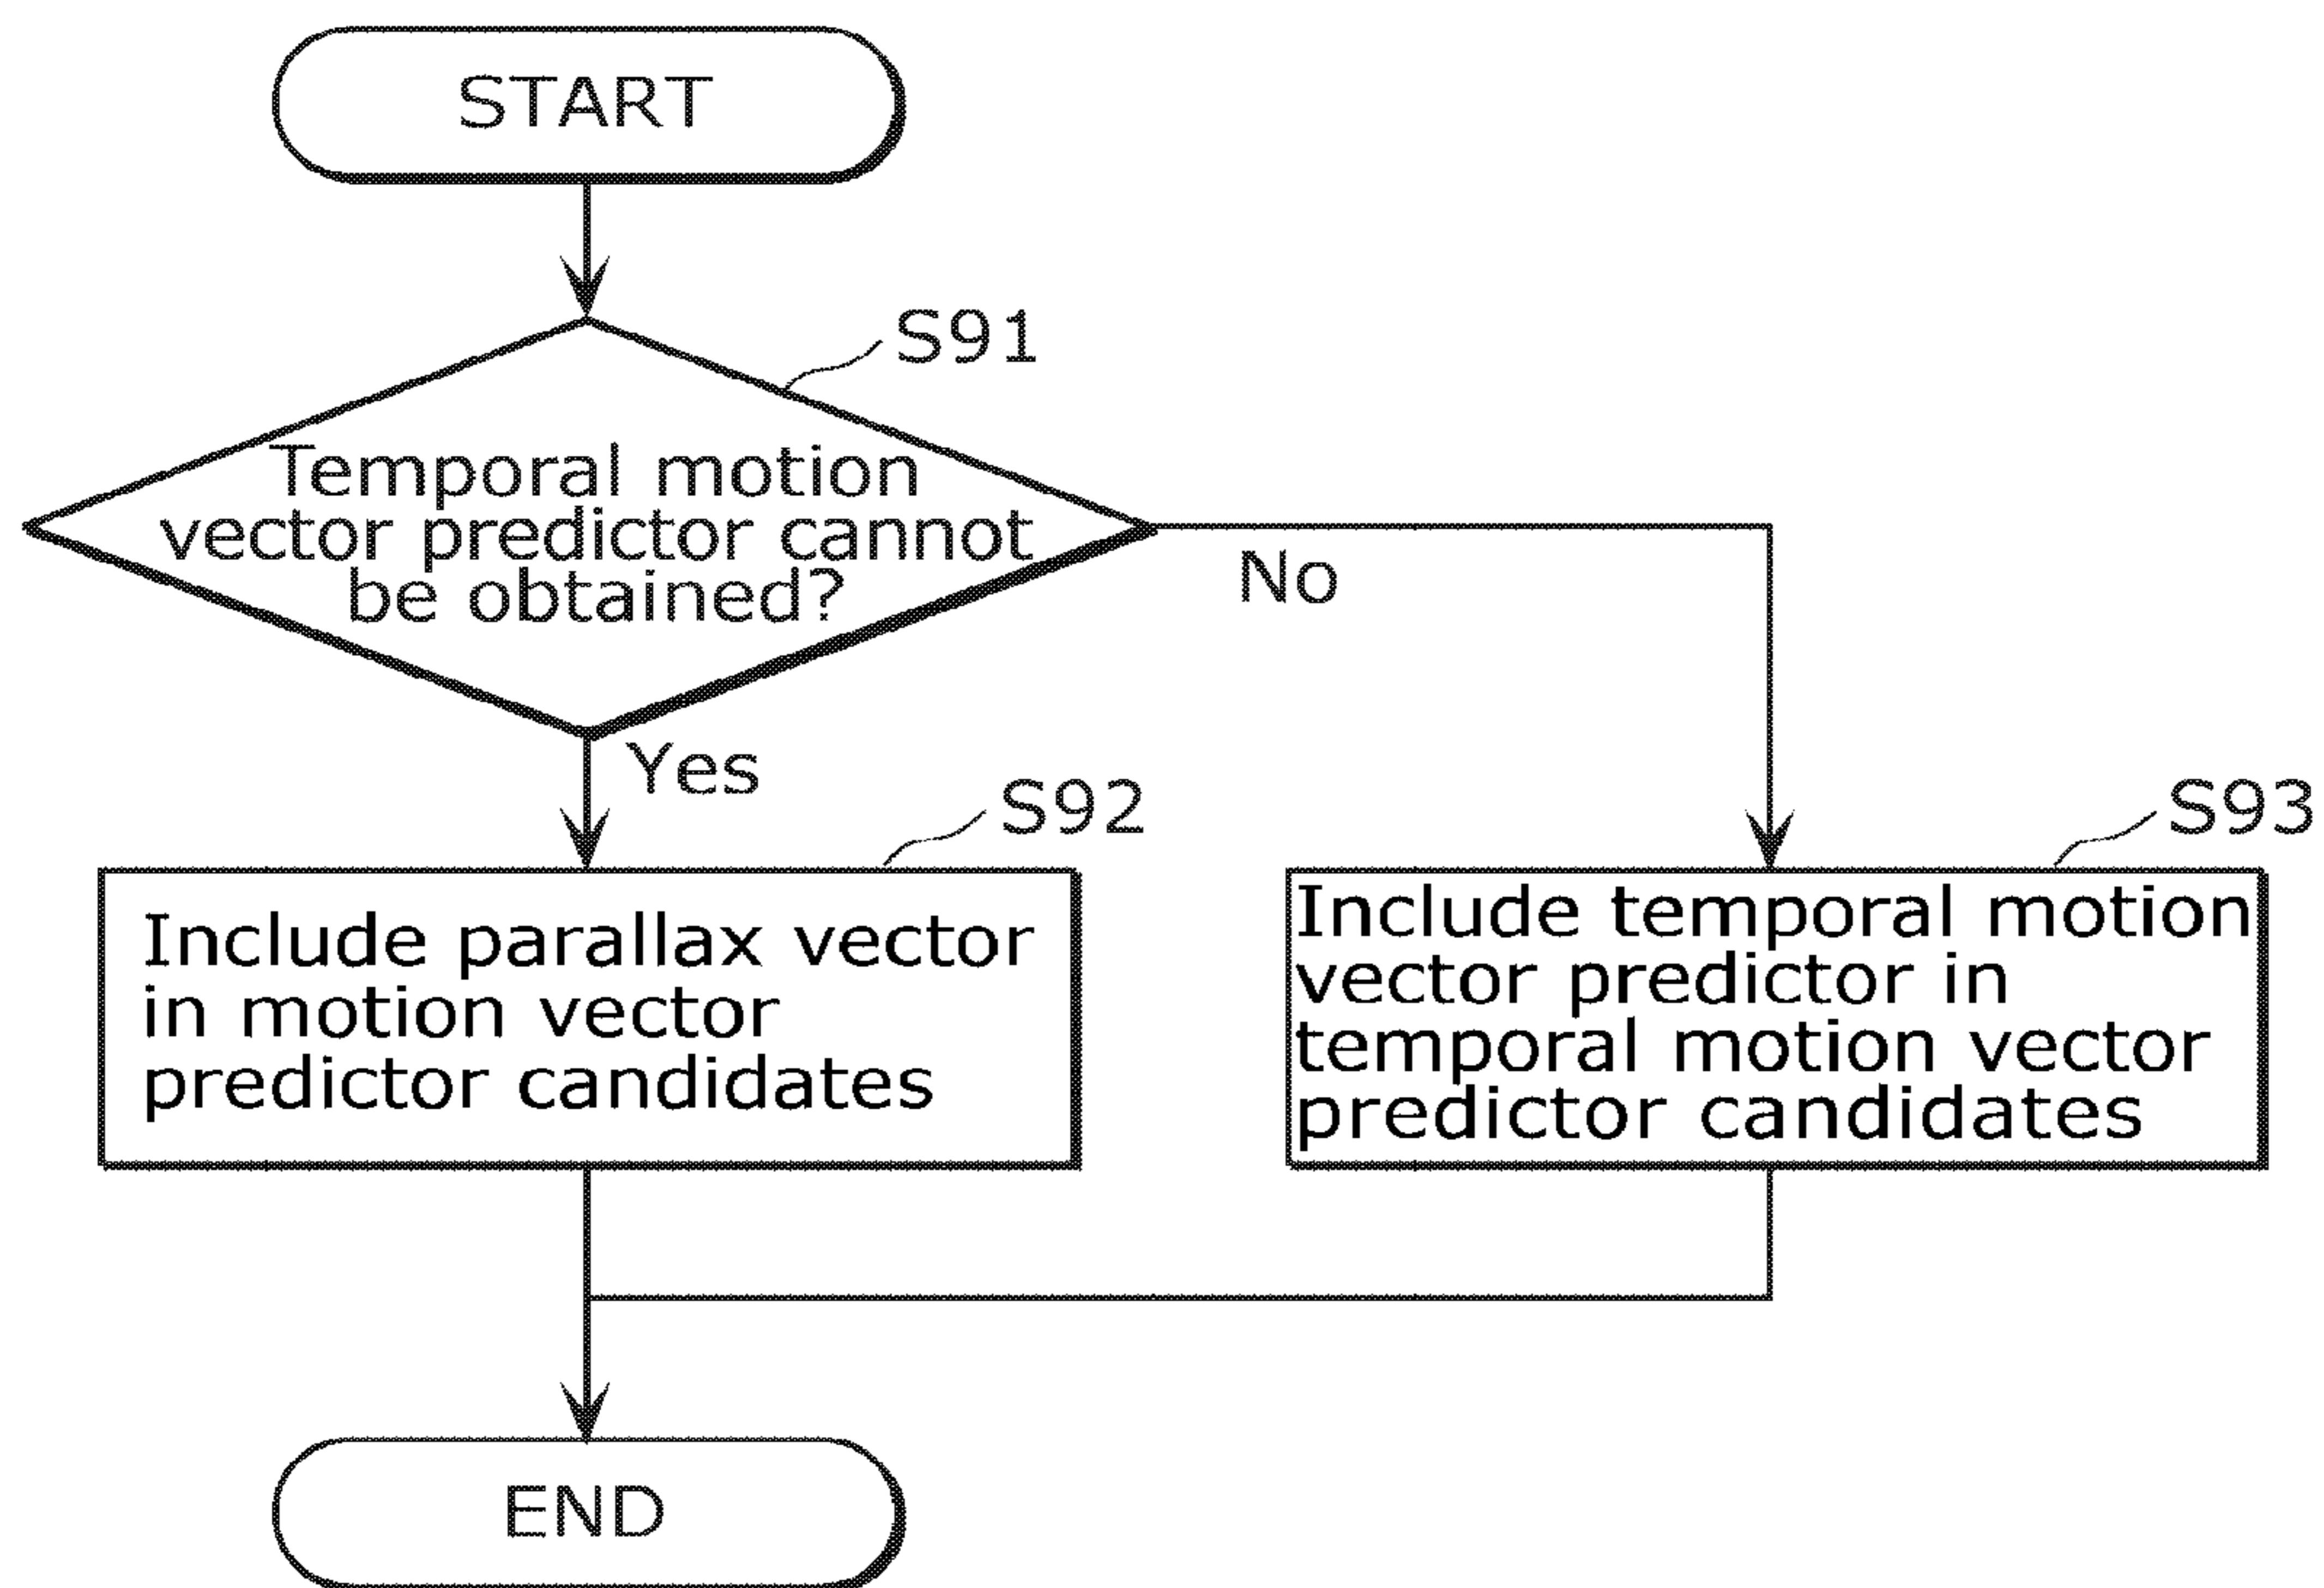 START
S91
Temporal motion
vector predictor cannot
be obtained?
No
Yes
S92
S93
Include parallax vector
in motion vector
predictor candidates
Include temporal motion
vector predictor in
temporal motion vector
predictor candidates
END